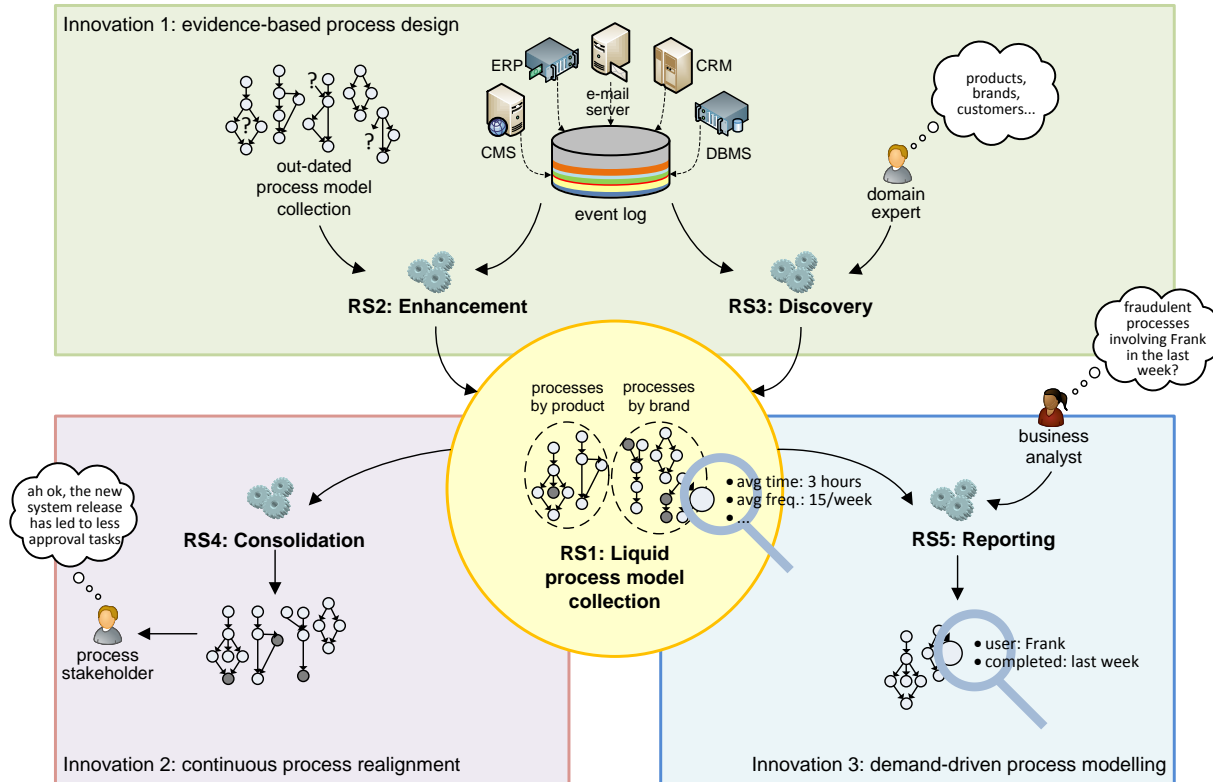 Innovation 1: evidence-based process design
?
?
?
out-dated
process model
collection
ERP
e-mail
server
CRM
CMS
DBMS
event log
products,
brands,
customers...
domain
expert
RS2: Enhancement
RS3: Discovery
fraudulent
processes
involving Frank
in the last
week?
business
analyst
processes
by product
processes
by brand
• avg time: 3 hours
• avg freq.: 15/week
• ...
RS1: Liquid
process model
collection
ah ok, the new
system release
has led to less
approval tasks
RS4: Consolidation
process
stakeholder
RS5: Reporting
• user: Frank
• completed: last week
Innovation 2: continuous process realignment
Innovation 3: demand-driven process modelling